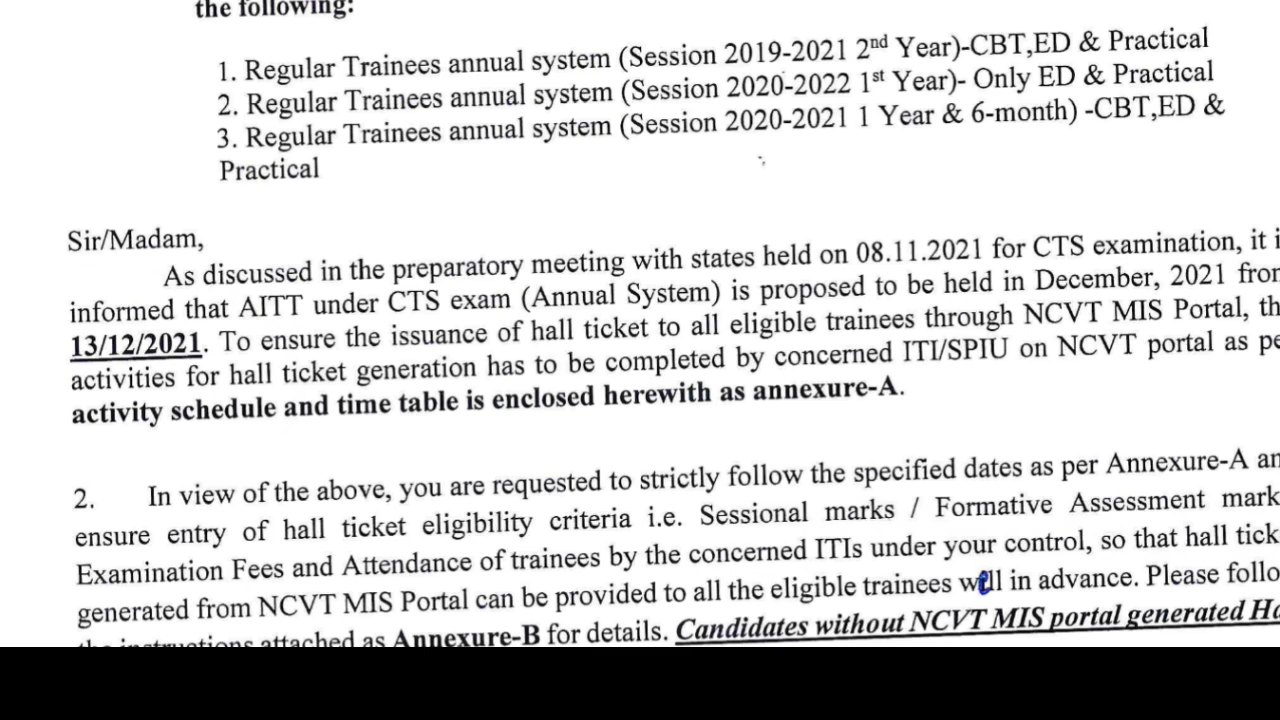 the following:
1. Regular Trainees annual system (Session 2019-2021 2nd Year)-CBT,ED & Practical
2. Regular Trainees annual system (Session 2020-2022 1st Year)- Only ED & Practical
3. Regular Trainees annual system (Session 2020-2021 1 Year & 6-month) -CBT,ED &
Practical
Sir/Madam,
As discussed in the preparatory meeting with states held on 08.11.2021 for CTS examination, it i
informed that AITT under CTS exam (Annual System) is proposed to be held in December, 2021 fron
13/12/2021. To ensure the issuance of hall ticket to all eligible trainees through NCVT MIS Portal, th
activities for hall ticket generation has to be completed by concerned ITI/SPIU on NCVT portal as pe
activity schedule and time table is enclosed herewith as annexure-A.
2. In view of the above, you are requested to strictly follow the specified dates as per Annexure-A an
ensure entry of hall ticket eligibility criteria i.e. Sessional marks / Formative Assessment mark
Examination Fees and Attendance of trainees by the concerned ITIs under your control, so that hall tick
generated from NCVT MIS Portal can be provided to all the eligible trainees well in advance. Please follo
the instructions attached as Annexure-B for details. Candidates without NCVT MIS portal generated Ha